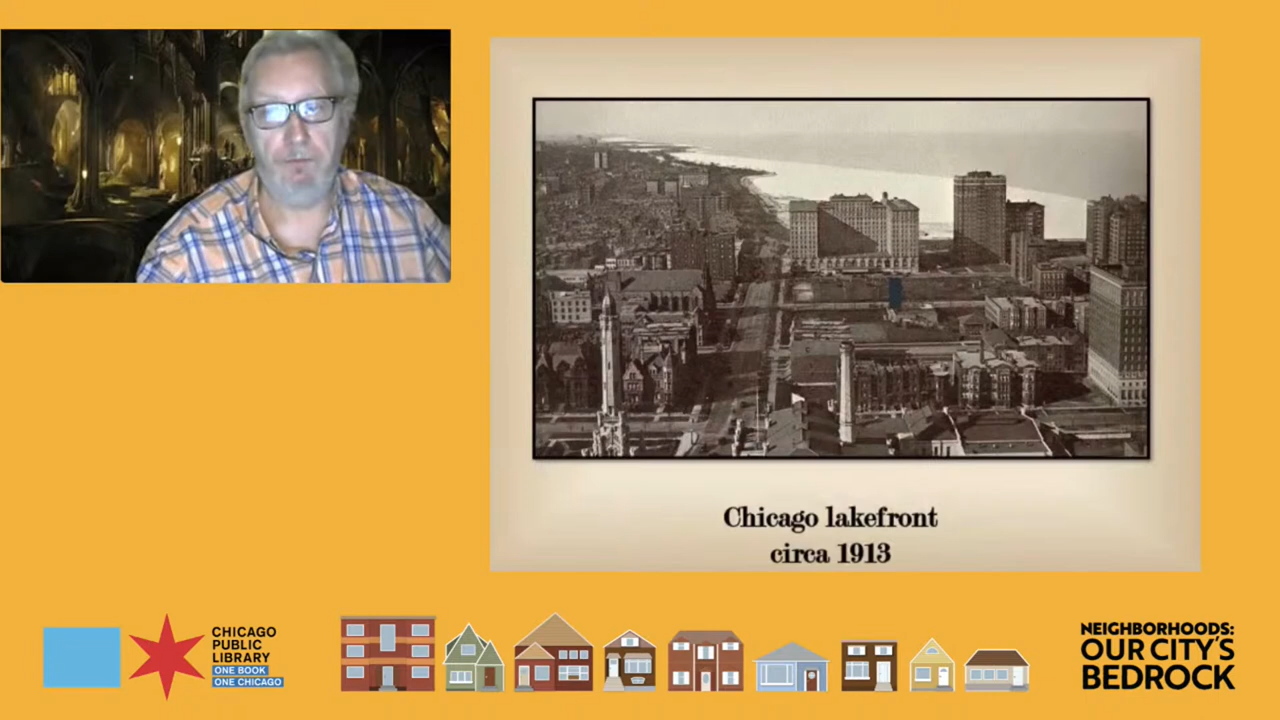 Chicago lakefront
circa 1913
CHICAGO
PUBLIC
LIBRARY
ONE BOOK
ONE CHICAGO
NEIGHBORHOODS:
OUR CITY'S
BEDROCK